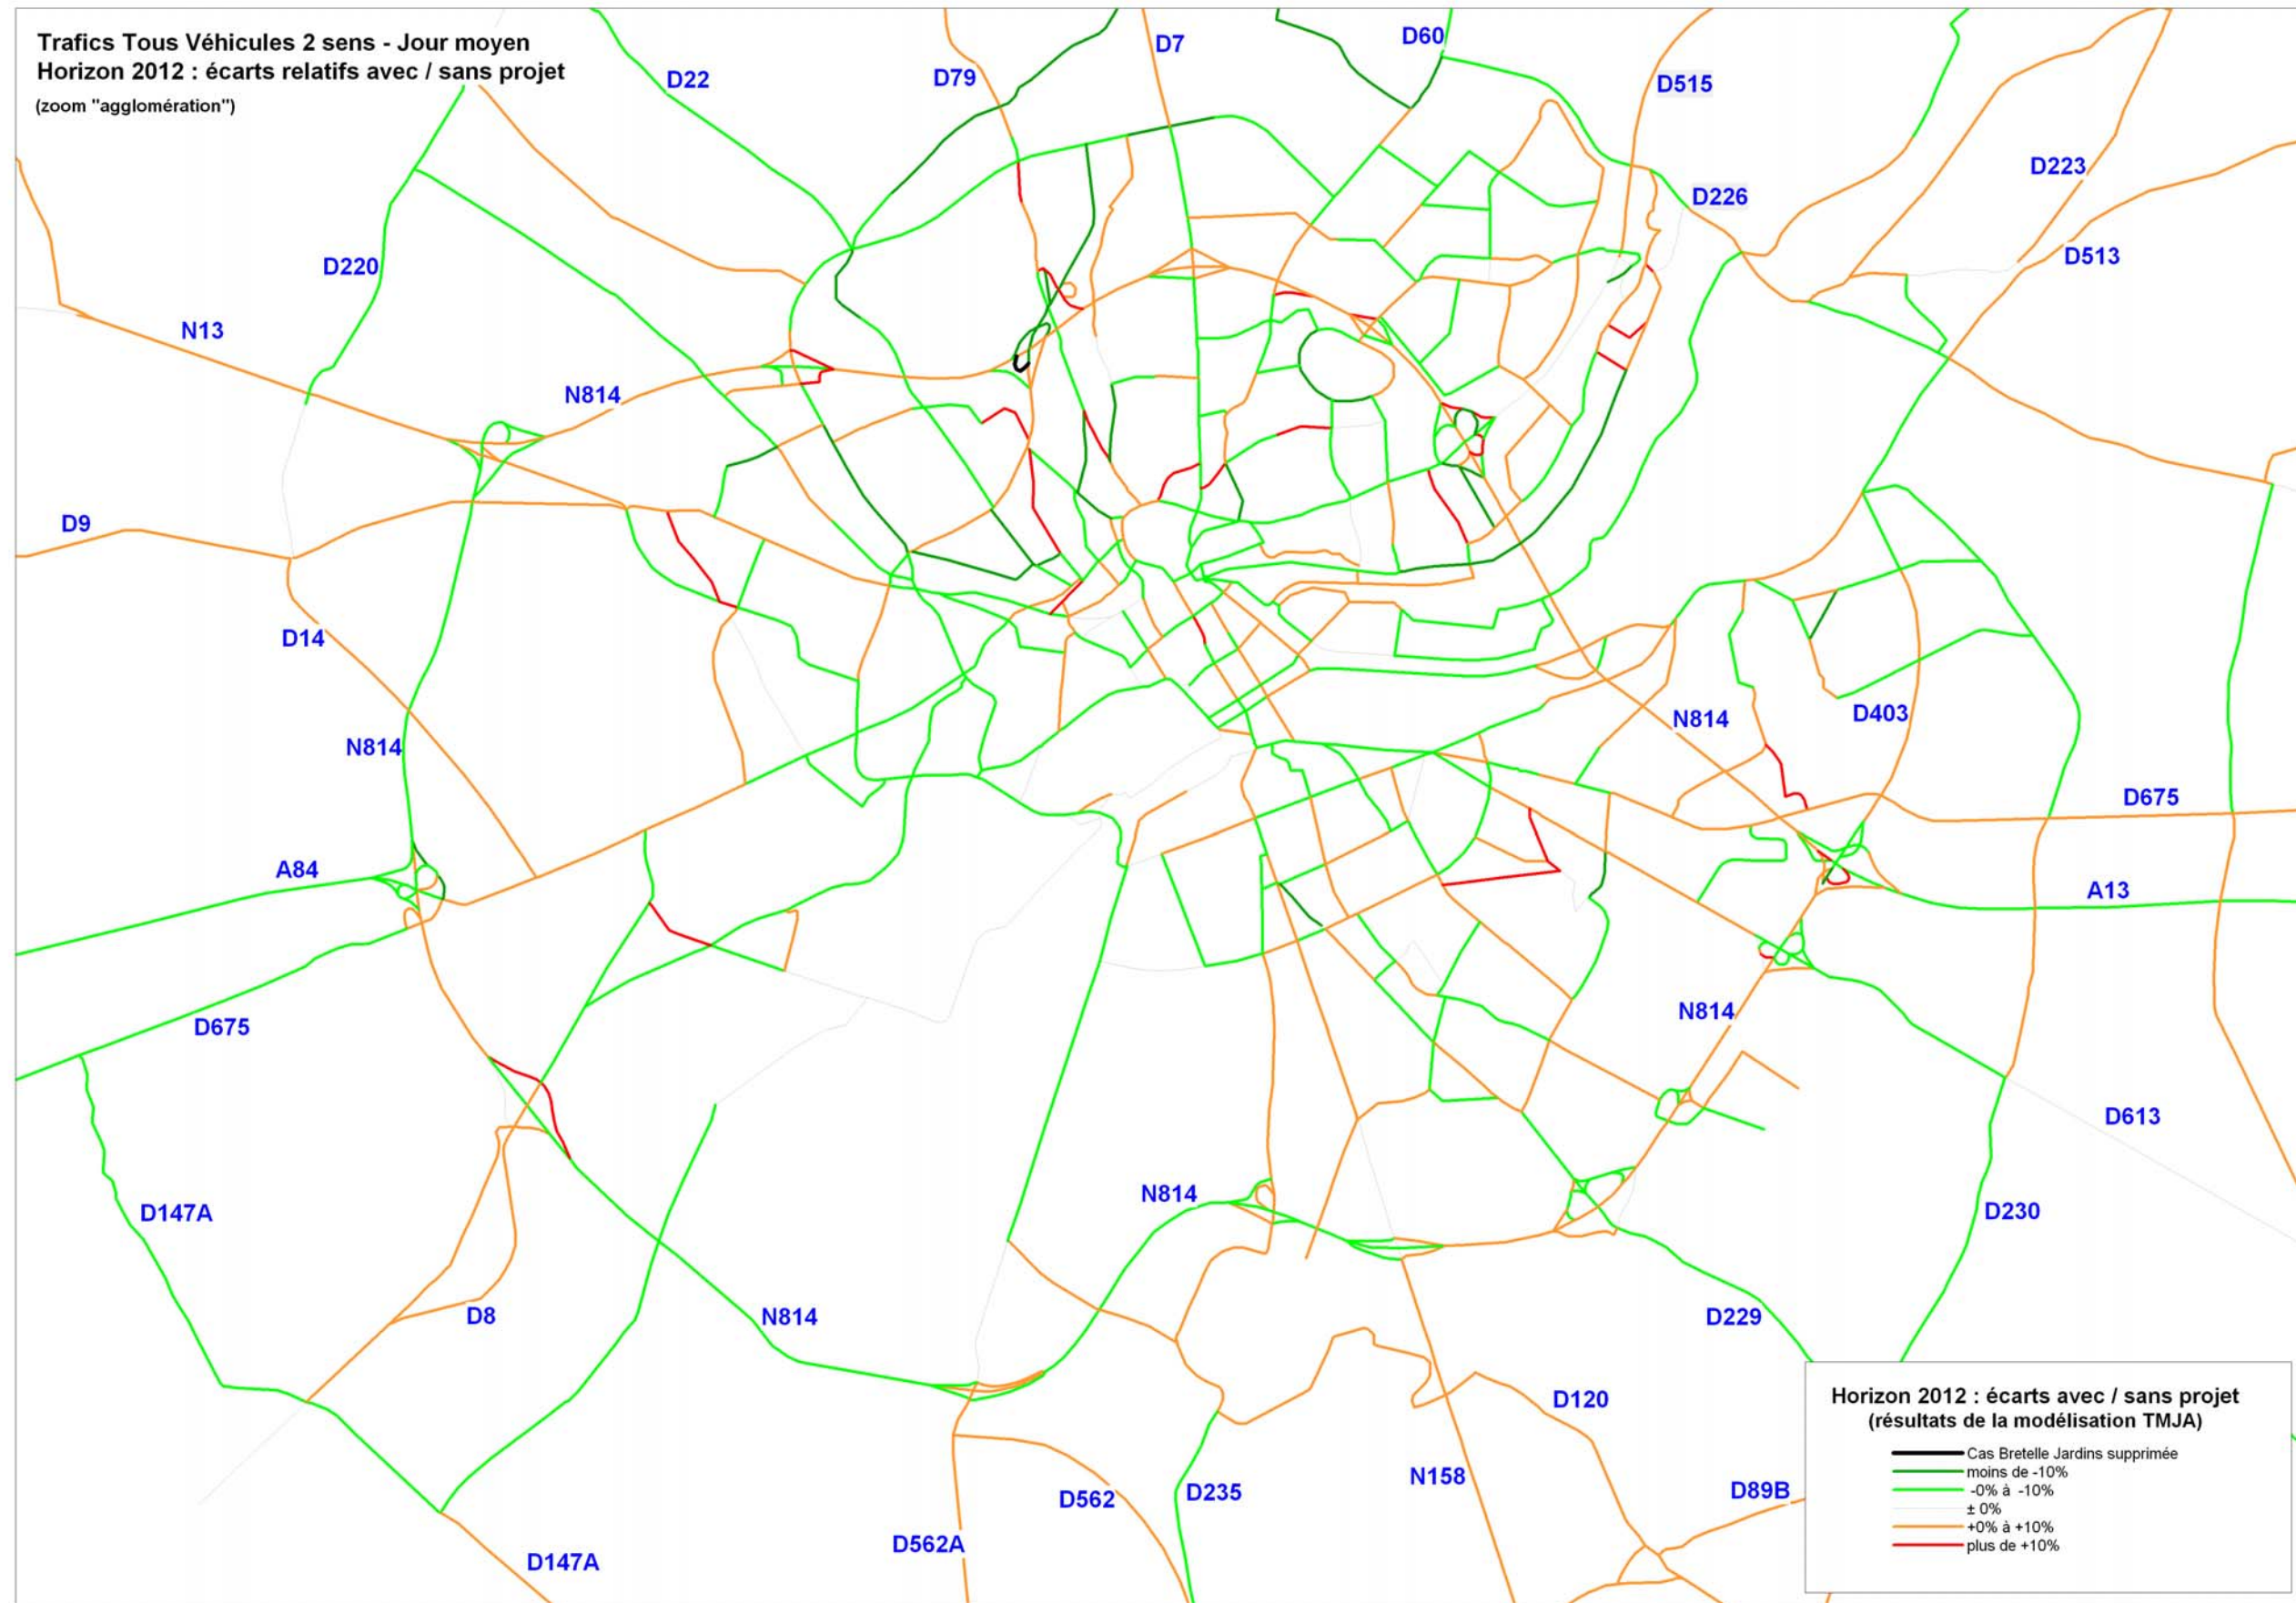 Trafics Tous Véhicules 2 sens - Jour moyen
Horizon 2012 : écarts relatifs avec / sans projet
(zoom "agglomération")
D22
D79
D7
D60
D515
D223
D226
D513
D220
N13
N814
D9
D14
N814
N814
D403
D675
A84
A13
D675
N814
D613
D147A
N814
D230
D8
N814
D229
D120
N158
D562
D235
D89B
D562A
D147A
Horizon 2012 : écarts avec / sans projet
(résultats de la modélisation TMJA)
Cas Bretelle Jardins supprimée
moins de -10%
-0% à -10%
± 0%
+0% à +10%
plus de +10%